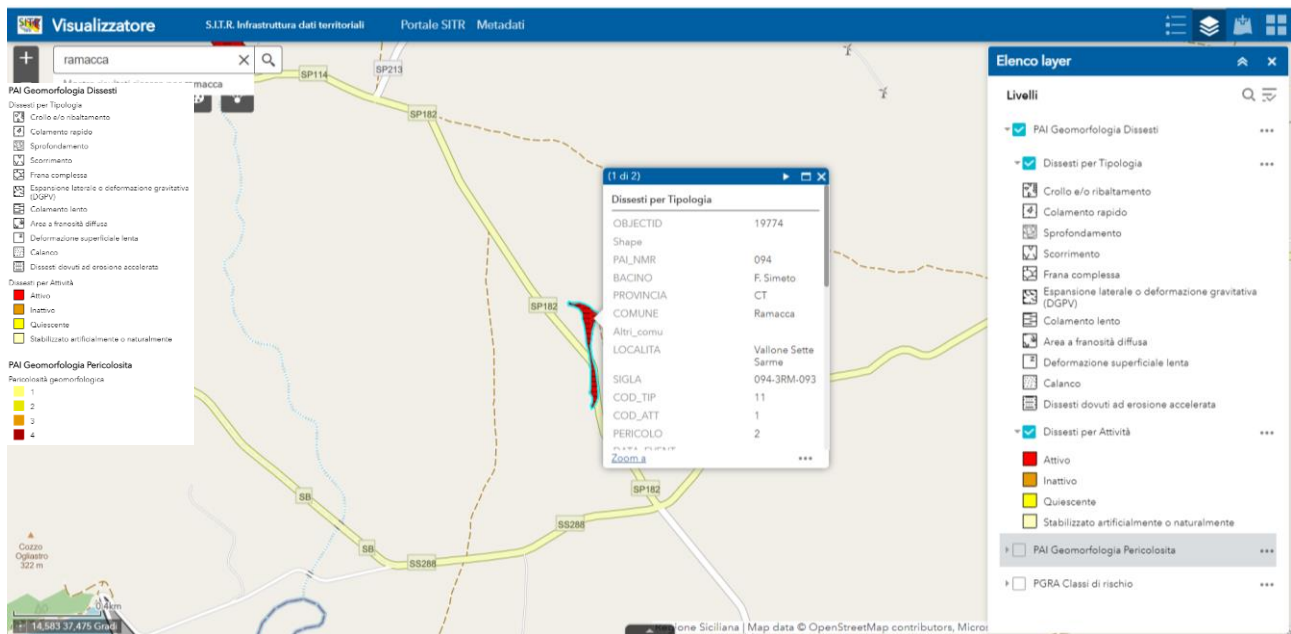 Visualizzatore S.I.T.R. Infrastruttura dati territoriali Portale SITR Metadati
ramacca
PAI Geomorfologia Dissesti
Dissesti per Tipologia
Crollo e/o ribaltamento
Colamento rapido
Sprofondamento
Scorrimento
Frana complessa
Espansione laterale o deformazione gravitativa
(DGPV)
Colamento lento
Area a franosità diffusa
Deformazione superficiale lenta
Calanco
Dissesti dovuti ad erosione accelerata
Dissesti per Attività
Attivo
Inattivo
Quiescente
Stabilizzato artificialmente o naturalmente
PAI Geomorfologia Pericolosita
Pericolosità geomorfologica
1
2
3
4
SP114
SP213
SP182
SP182
SP182
SS288
SB
SB
SS288
Cozzo
Ogliastro
322 m
0,4km
14,583 37,475 Gradi
(1 di 2)
Dissesti per Tipologia
OBJECTID 19774
Shape
PAI_NMR 094
BACINO F. Simeto
PROVINCIA CT
COMUNE Ramacca
Altri_comu
LOCALITA Vallone Sette
Sarme
SIGLA 094-3RM-093
COD_TIP 11
COD_ATT 1
PERICOLO 2
Zoom a
Elenco layer
Livelli
PAI Geomorfologia Dissesti
Dissesti per Tipologia
Crollo e/o ribaltamento
Colamento rapido
Sprofondamento
Scorrimento
Frana complessa
Espansione laterale o deformazione gravitativa
(DGPV)
Colamento lento
Area a franosità diffusa
Deformazione superficiale lenta
Calanco
Dissesti dovuti ad erosione accelerata
Dissesti per Attività
Attivo
Inattivo
Quiescente
Stabilizzato artificialmente o naturalmente
PAI Geomorfologia Pericolosita
PGRA Classi di rischio
Siciliana | Map data © OpenStreetMap contributors, Micro